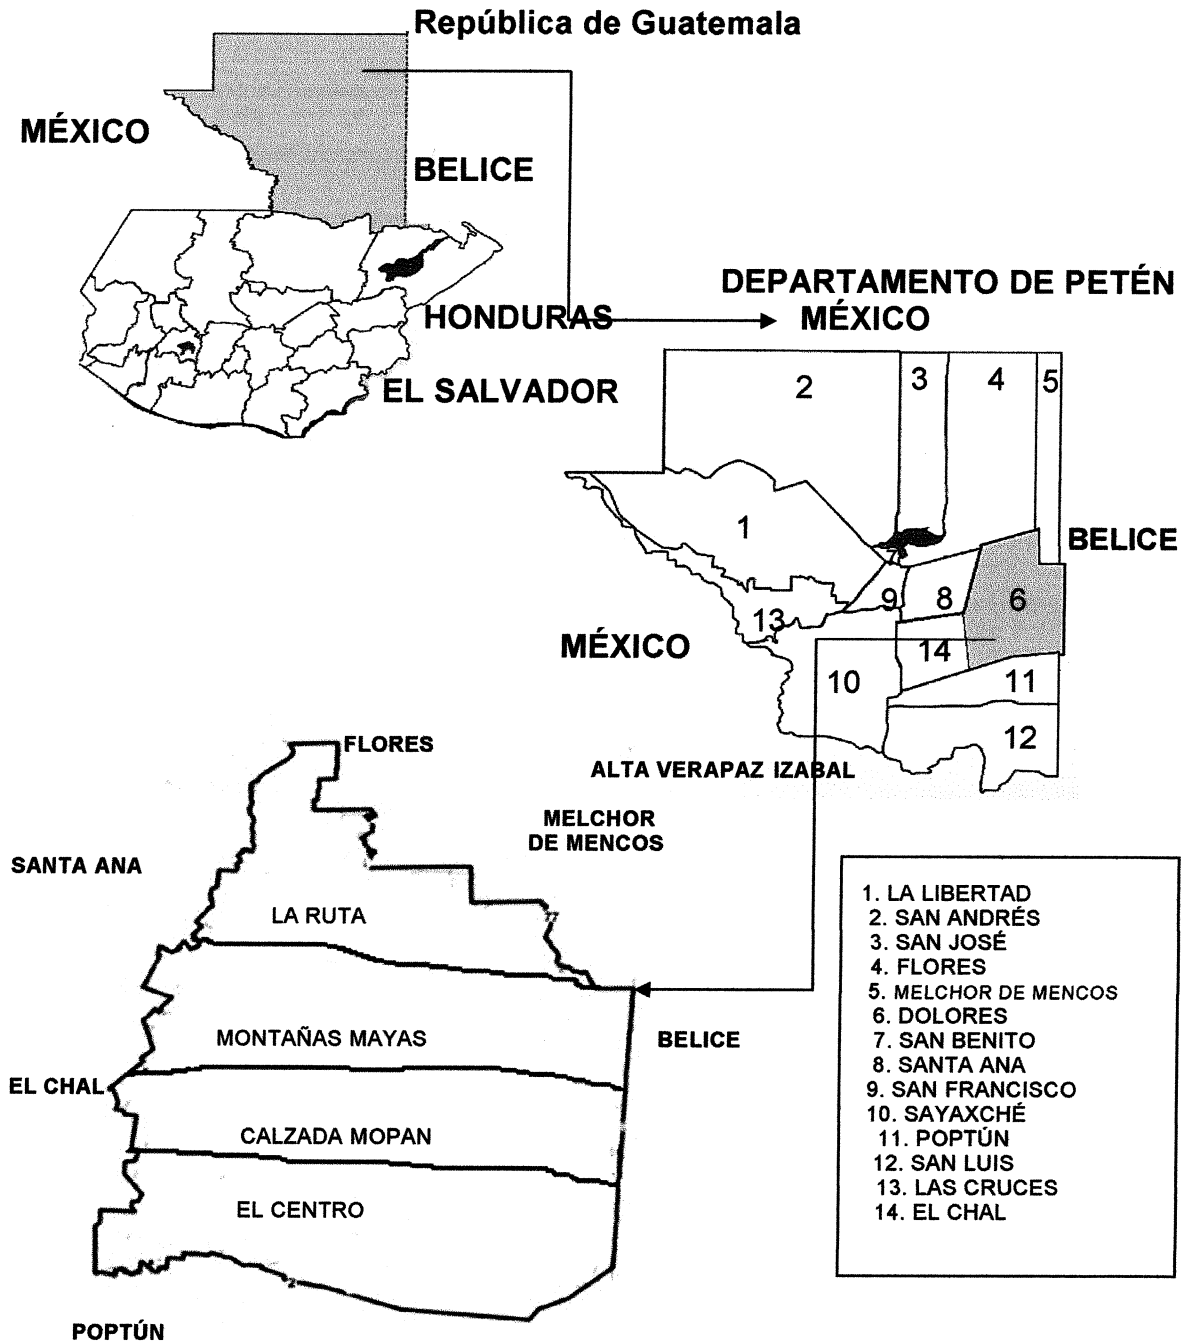 República de Guatemala
MÉXICO
BELICE
HONDURAS
EL SALVADOR
DEPARTAMENTO DE PETÉN
MÉXICO
2
3
4
5
1
BELICE
7
9
8
6
13
MÉXICO
14
10
11
12
ALTA VERAPAZ IZABAL
FLORES
MELCHOR
DE MENCOS
SANTA ANA
LA RUTA
MONTAÑAS MAYAS
BELICE
EL CHAL
CALZADA MOPAN
EL CENTRO
POPTÚN
1. LA LIBERTAD
2. SAN ANDRÉS
3. SAN JOSÉ
4. FLORES
5. MELCHOR DE MENCOS
6. DOLORES
7. SAN BENITO
8. SANTA ANA
9. SAN FRANCISCO
10. SAYAXCHÉ
11. POPTÚN
12. SAN LUIS
13. LAS CRUCES
14. EL CHAL